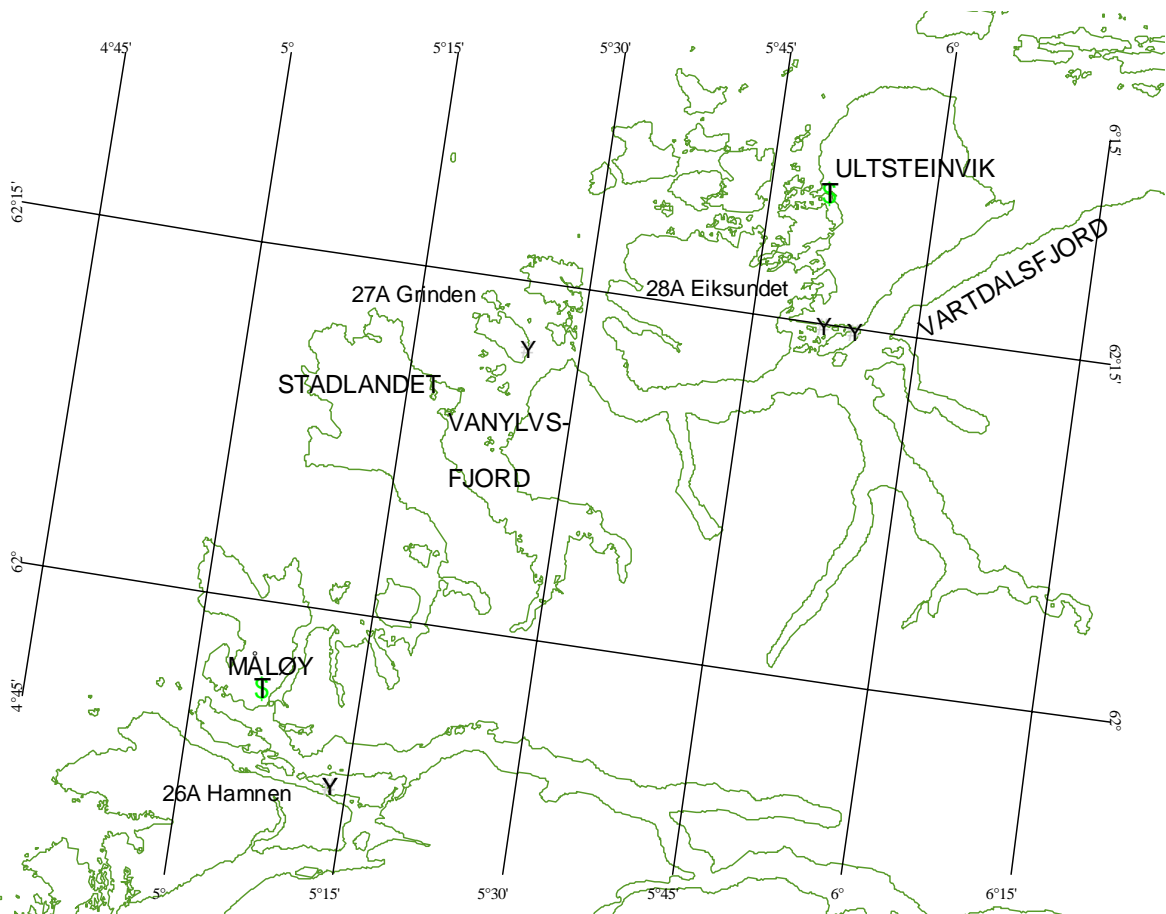 4°45'
5°
5°15'
5°30'
5°45'
6°
6°15'
ULTSTEINVIK
T
S
62°15'
VARTDALSFJORD
27A Grinden
28A Eiksundet
Y
Y
Y
62°15'
STADLANDET
VANYLVS-
FJORD
62°
MÅLØY
T
S
4°45'
62°
26A Hamnen
Y
5°
5°15'
5°30'
5°45'
6°
6°15'